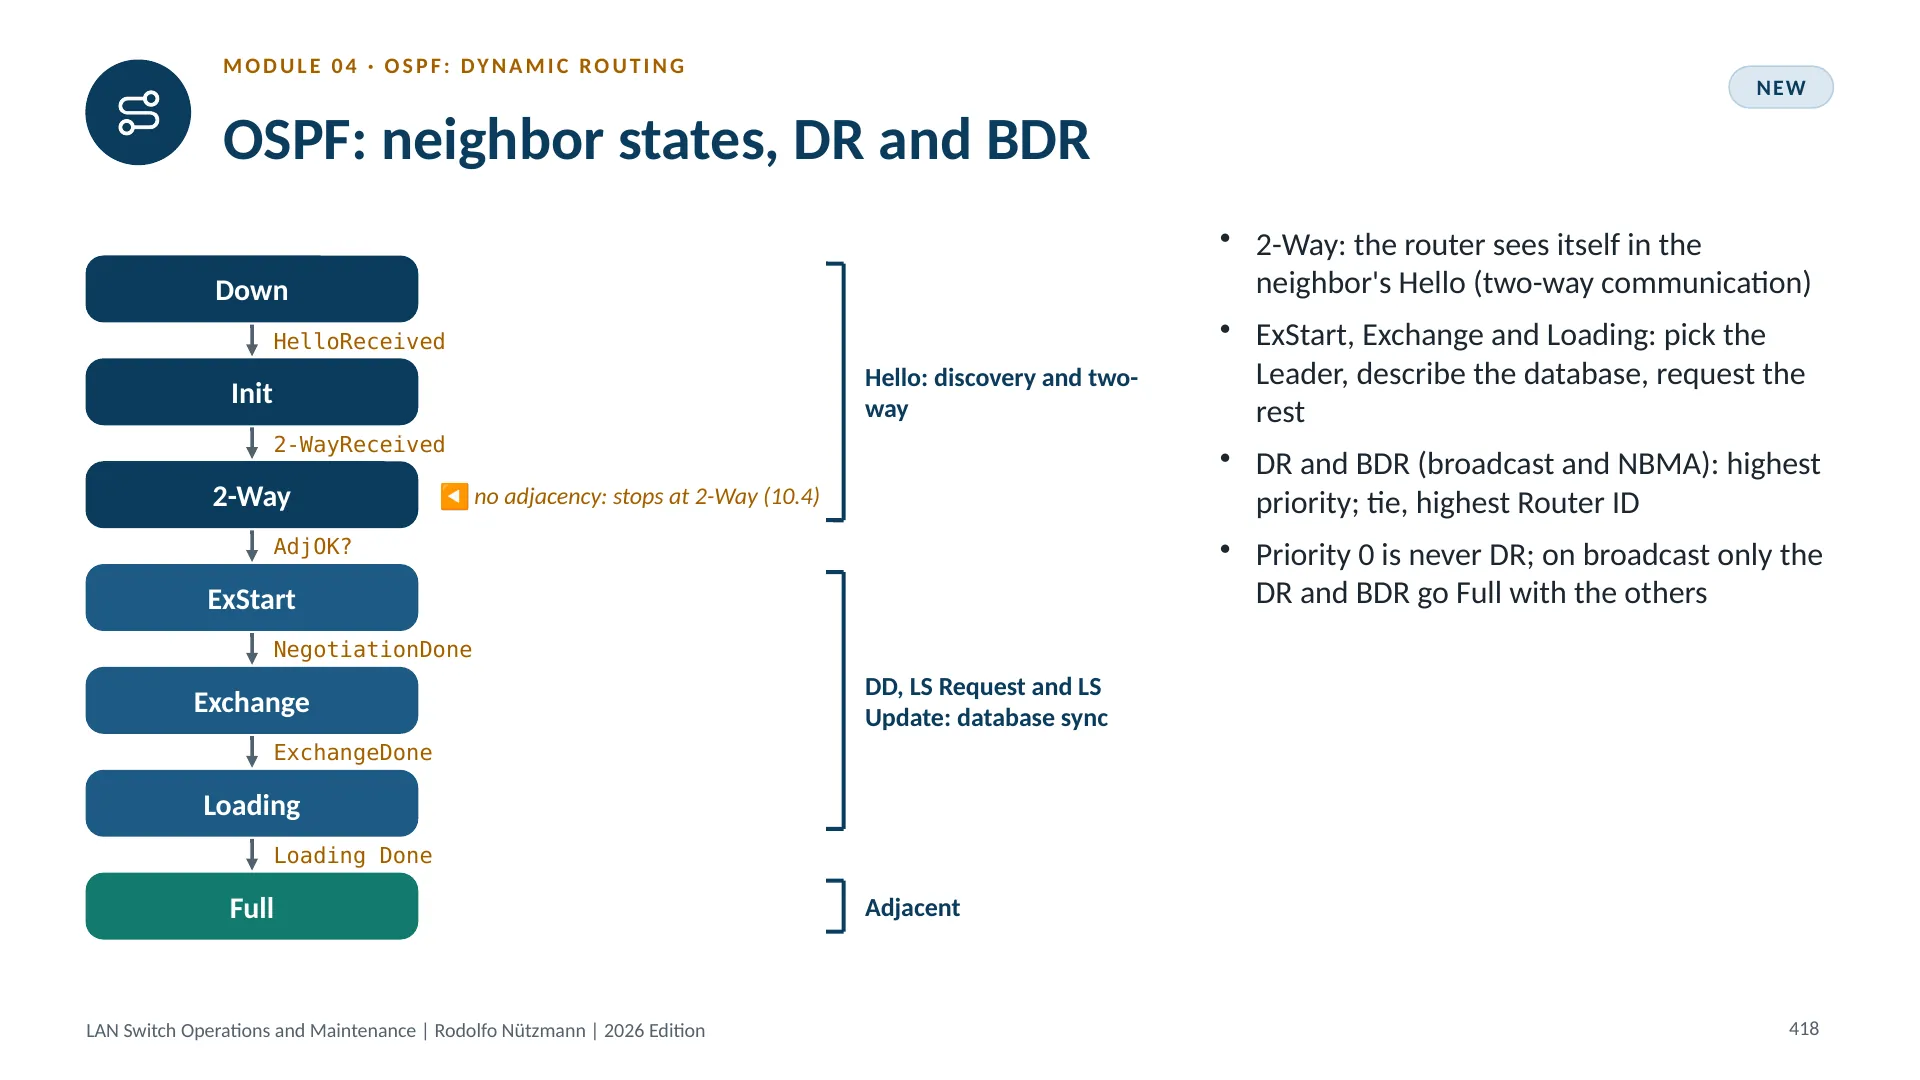 MODULE 04 · OSPF: DYNAMIC ROUTING
NEW
OSPF: neighbor states, DR and BDR
Down
HelloReceived
Init
2-WayReceived
2-Way
no adjacency: stops at 2-Way (10.4)
AdjOK?
ExStart
NegotiationDone
Exchange
ExchangeDone
Loading
Loading Done
Full
Hello: discovery and two-
way
DD, LS Request and LS
Update: database sync
Adjacent
• 2-Way: the router sees itself in the
neighbor's Hello (two-way communication)
• ExStart, Exchange and Loading: pick the
Leader, describe the database, request the
rest
• DR and BDR (broadcast and NBMA): highest
priority; tie, highest Router ID
• Priority 0 is never DR; on broadcast only the
DR and BDR go Full with the others
LAN Switch Operations and Maintenance | Rodolfo Nützmann | 2026 Edition
418